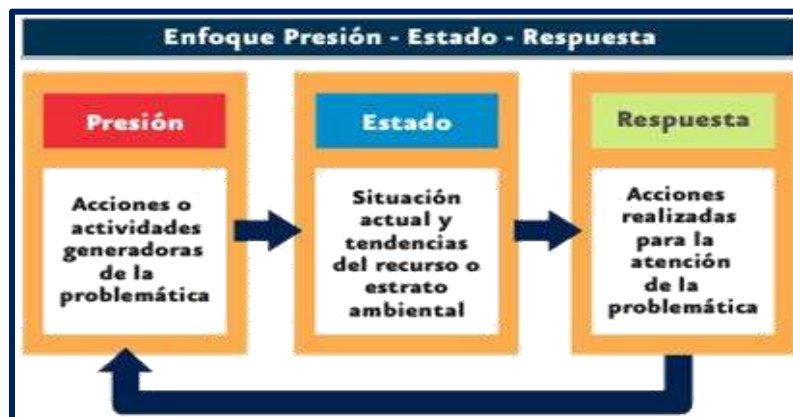 Enfoque Presión - Estado - Respuesta
Presión
Acciones o
actividades
generadoras
de la
problemática
Estado
Situación
actual y
tendencias
del recurso o
estrato
ambiental
Respuesta
Acciones
realizadas
para la
atención
de la
problemática